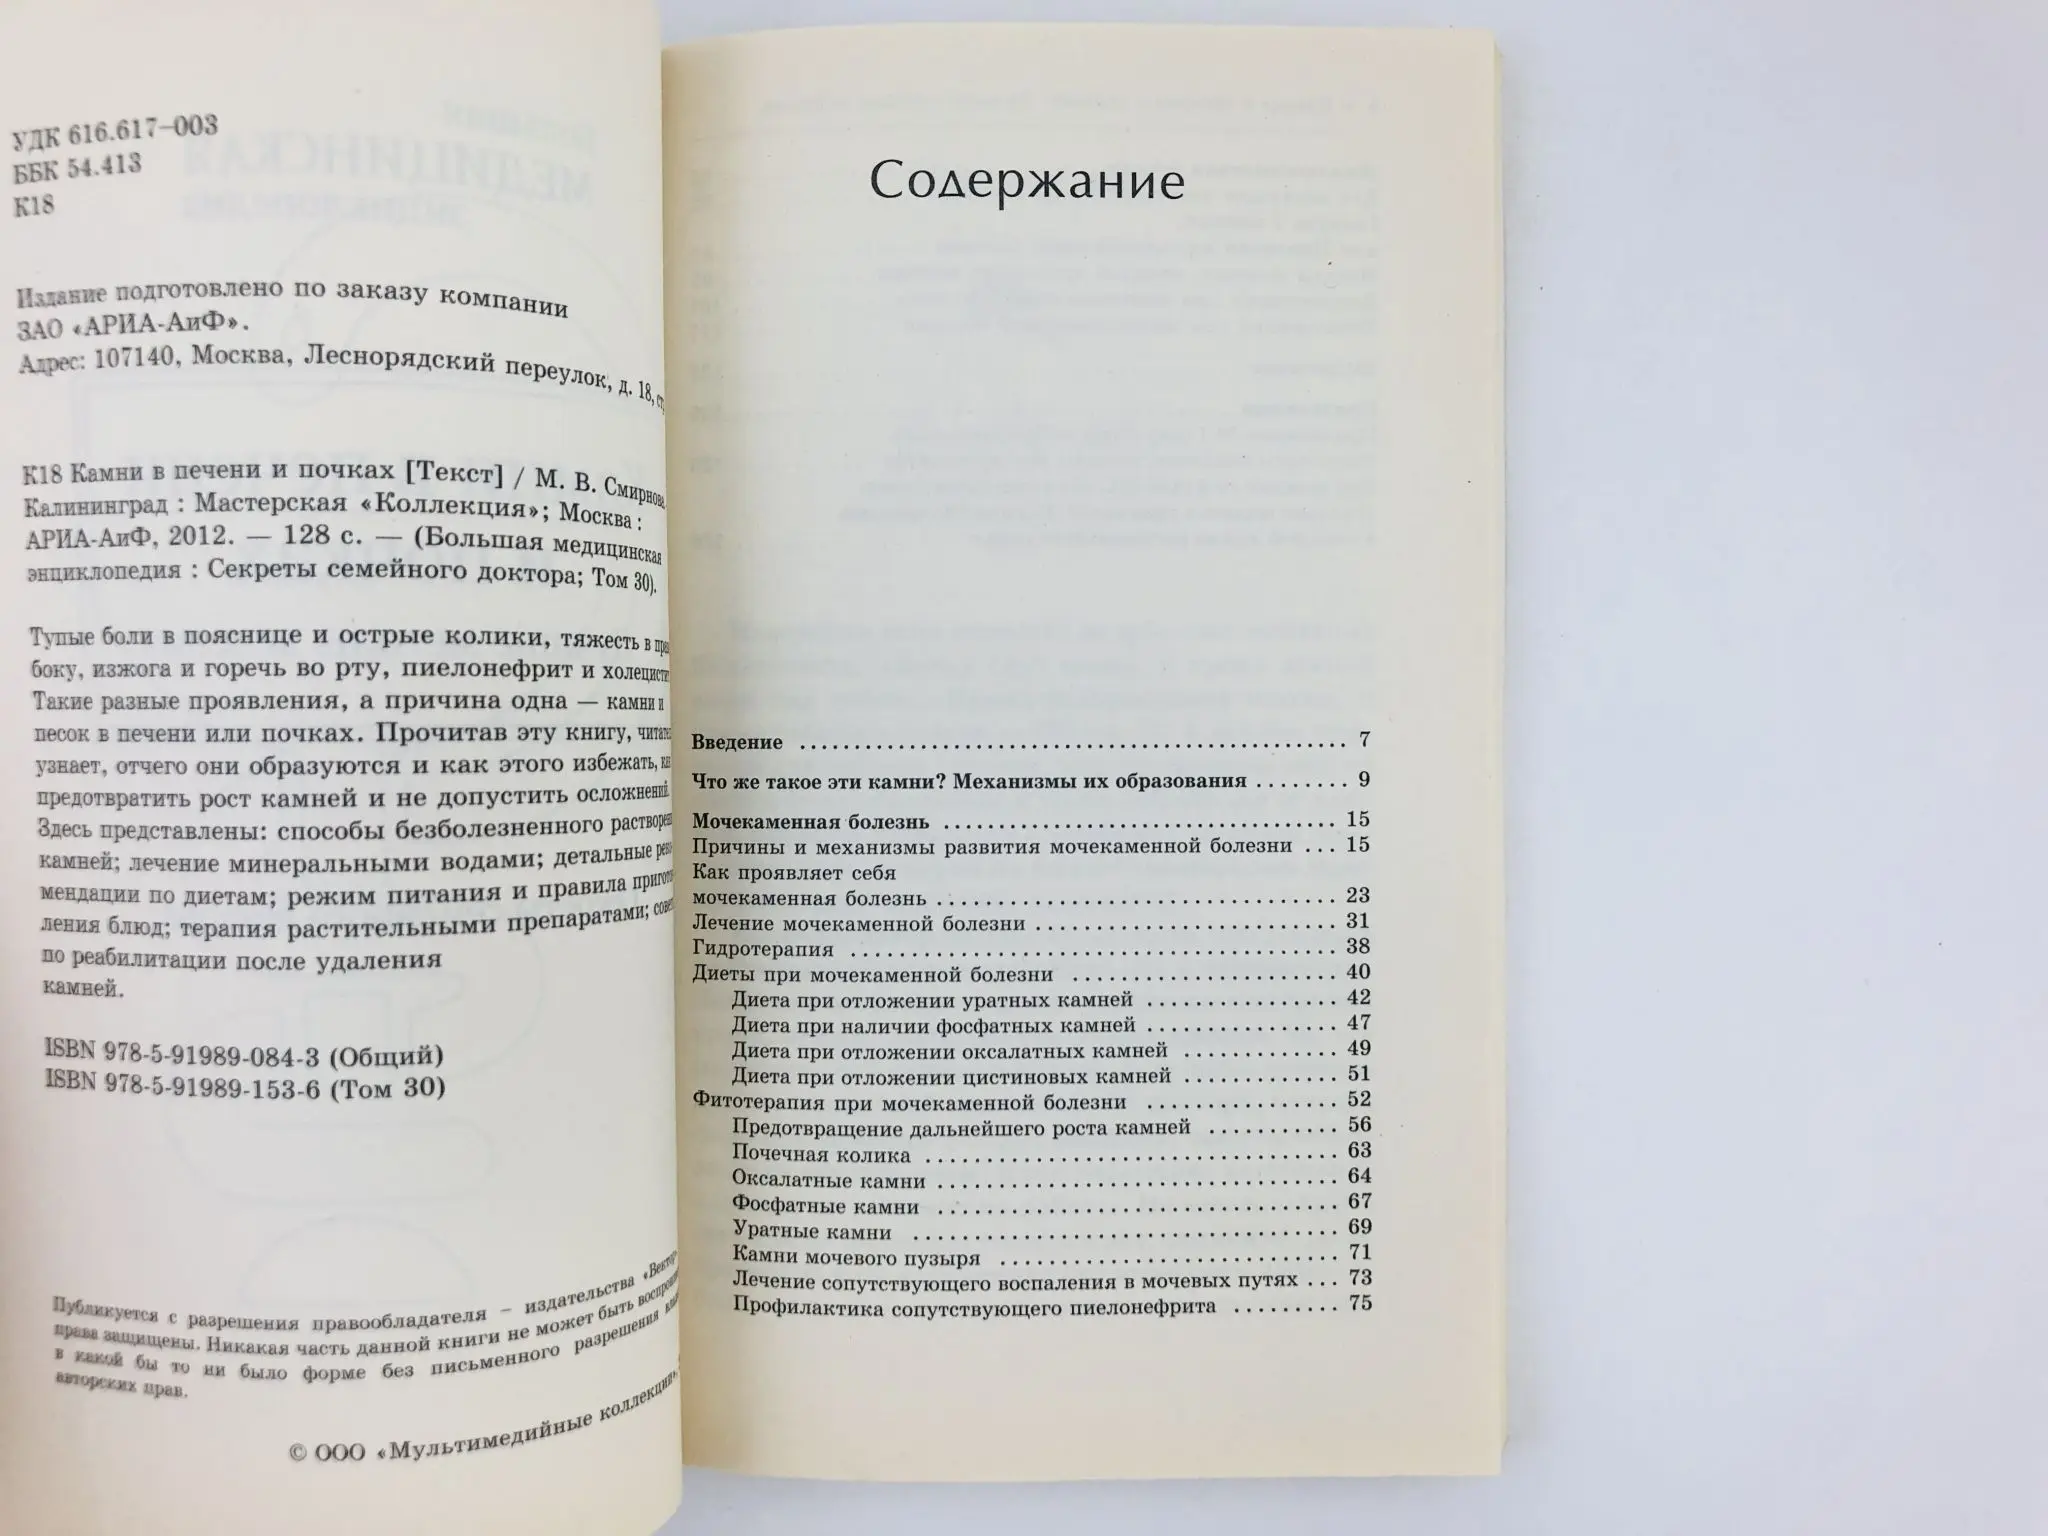 УДК 616.617—003
ББК 54.413
К18
Издание подготовлено по заказу компании
ЗАО «АРИА-АиФ».
Адрес: 107140, Москва, Леснорядский переулок, д. 18,
К18 Камни в печени и почках [Текст] / М. В. Смирнова.
Калининград : Мастерская «Коллекция»; Москва :
АРИА-АиФ, 2012. — 128 с. — (Большая медицинская
энциклопедия : Секреты семейного доктора; Том 30).
Тупые боли в пояснице и острые колики, тяжесть в
боку, изжога и горечь во рту, пиелонефрит и
Такие разные проявления, а причина одна — камни и
песок в печени или почках. Прочитав эту книгу,
узнает, отчего они образуются и как этого избежать,
предотвратить рост камней и не допустить осложнений.
Здесь представлены: способы безболезненного
камней; лечение минеральными водами; детальные
мендации по диетам; режим питания и правила пригото-
ления блюд; терапия растительными препаратами;
по реабилитации после удаления
камней.
ISBN 978-5-91989-084-3 (Общий)
ISBN 978-5-91989-153-6 (Том 30)
Публикуется с разрешения правообладателя – издательства
права защищены. Никакая часть данной книги не может быть
в какой бы то ни было форме без письменного разрешения
авторских прав.
© ООО «Мультимедийные коллекции»,
Содержание
Введение ........................................ 7
Что же такое эти камни? Механизмы их образования ........ 9
Мочекаменная болезнь .............................. 15
Причины и механизмы развития мочекаменной болезни ... 15
Как проявляет себя
мочекаменная болезнь ............................... 23
Лечение мочекаменной болезни ........................ 31
Гидротерапия ...................................... 38
Диеты при мочекаменной болезни ...................... 40
Диета при отложении уратных камней ................ 42
Диета при наличии фосфатных камней ................ 47
Диета при отложении оксалатных камней ............. 49
Диета при отложении цистиновых камней ............. 51
Фитотерапия при мочекаменной болезни ................ 52
Предотвращение дальнейшего роста камней ........... 56
Почечная колика .................................. 63
Оксалатные камни ................................. 64
Фосфатные камни .................................. 67
Уратные камни .................................... 69
Камни мочевого пузыря ............................ 71
Лечение сопутствующего воспаления в мочевых путях ... 73
Профилактика сопутствующего пиелонефрита ......... 75